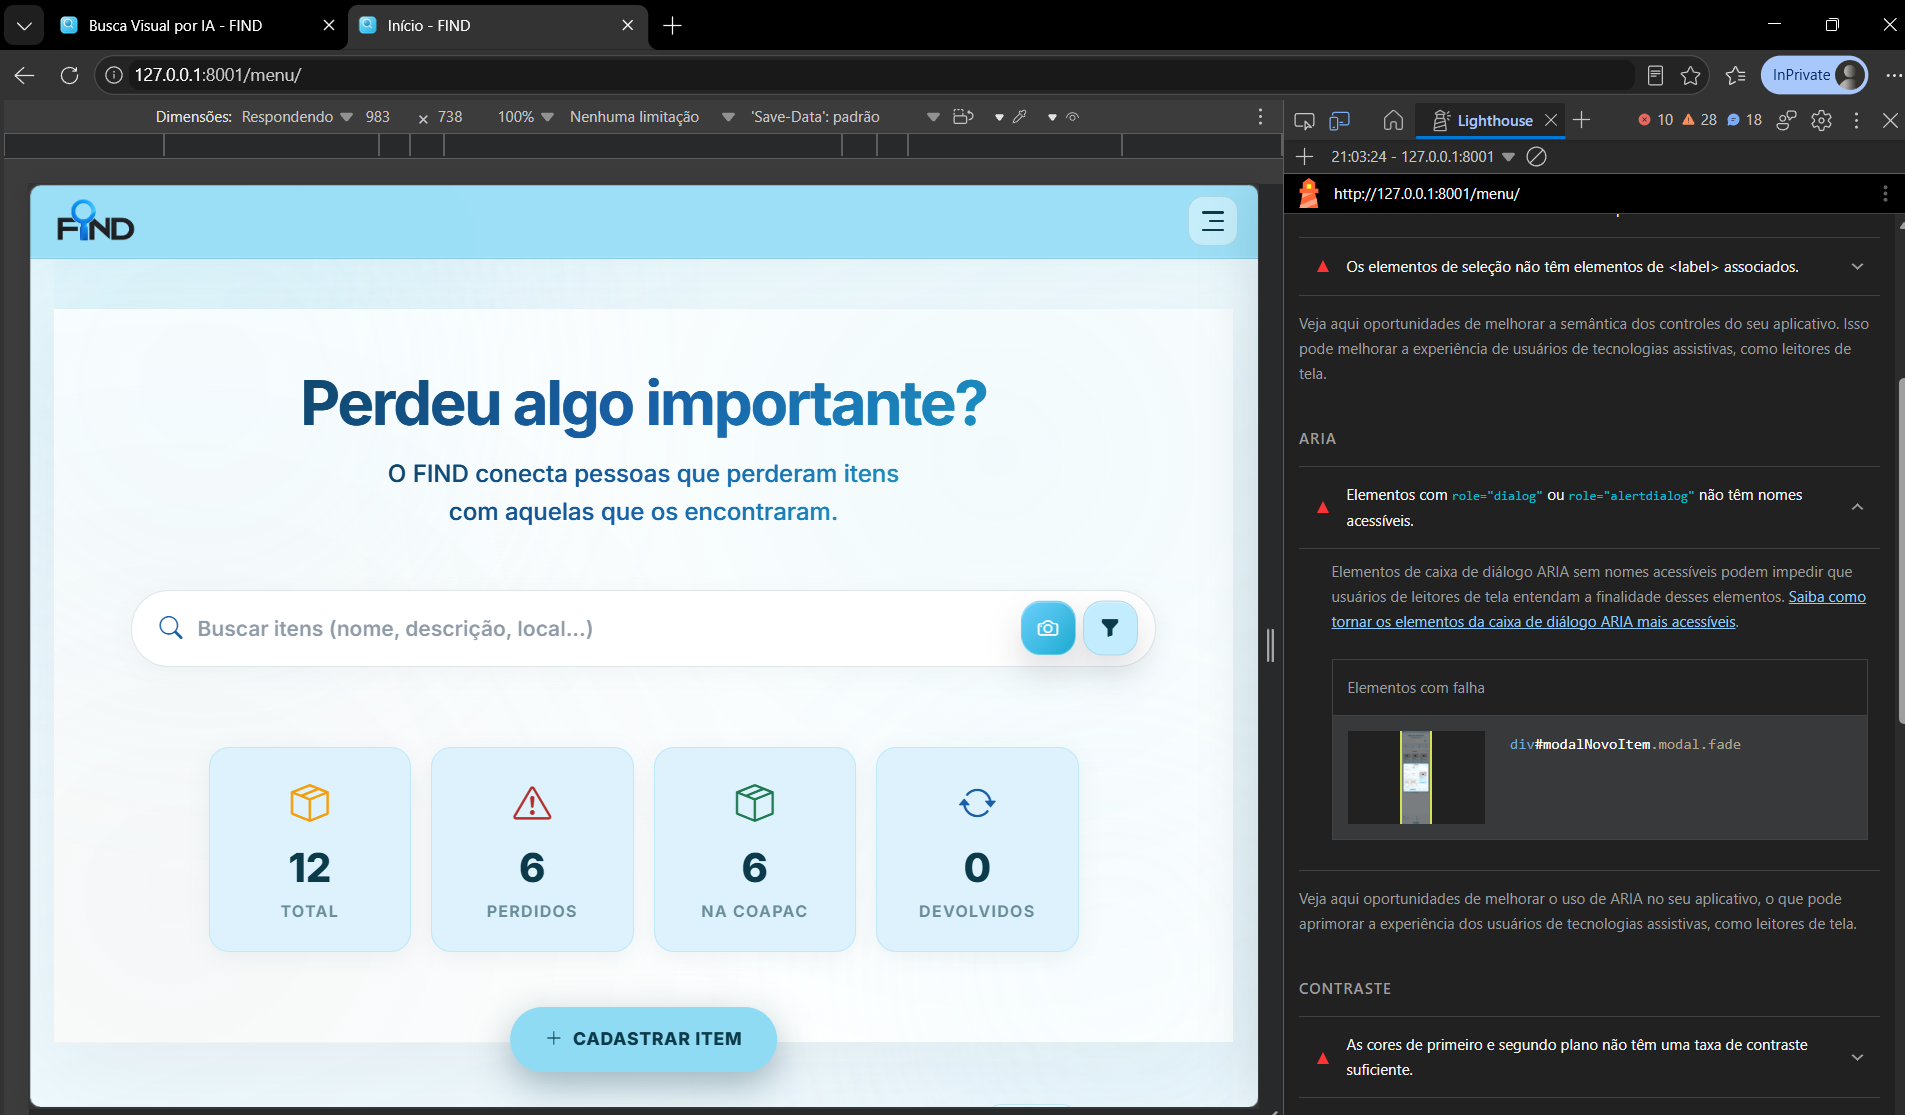 Busca Visual por IA - FIND
Início - FIND
127.0.0.1:8001/menu/
InPrivate
Dimensões: Respondendo 983 × 738 100% Nenhuma limitação 'Save-Data': padrão
FIND
Perdeu algo importante?
O FIND conecta pessoas que perderam itens
com aquelas que os encontraram.
Buscar itens (nome, descrição, local...)
12
TOTAL
6
PERDIDOS
6
NA COAPAC
0
DEVOLVIDOS
+ CADASTRAR ITEM
Lighthouse
10 28 18
21:03:24 - 127.0.0.1:8001
http://127.0.0.1:8001/menu/
Os elementos de seleção não têm elementos de <label> associados.
Veja aqui oportunidades de melhorar a semântica dos controles do seu aplicativo. Isso
pode melhorar a experiência de usuários de tecnologias assistivas, como leitores de
tela.
ARIA
Elementos com role="dialog" ou role="alertdialog" não têm nomes
acessíveis.
Elementos de caixa de diálogo ARIA sem nomes acessíveis podem impedir que
usuários de leitores de tela entendam a finalidade desses elementos. Saiba como
tornar os elementos da caixa de diálogo ARIA mais acessíveis.
Elementos com falha
div#modalNovoItem.modal.fade
Veja aqui oportunidades de melhorar o uso de ARIA no seu aplicativo, o que pode
aprimorar a experiência dos usuários de tecnologias assistivas, como leitores de tela.
CONTRASTE
As cores de primeiro e segundo plano não têm uma taxa de contraste
suficiente.